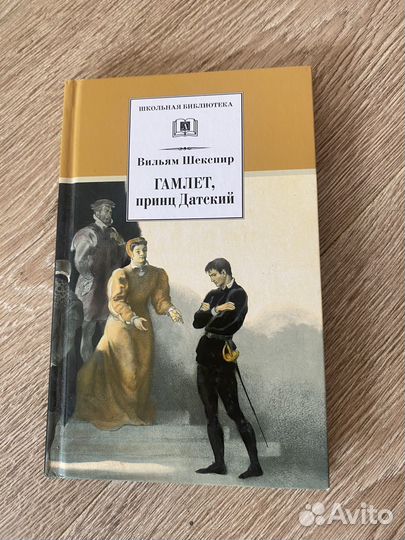 ШКОЛЬНАЯ БИБЛИОТЕКА
Вильям Шекспир
ГАМЛЕТ,
принц Датский
Avito